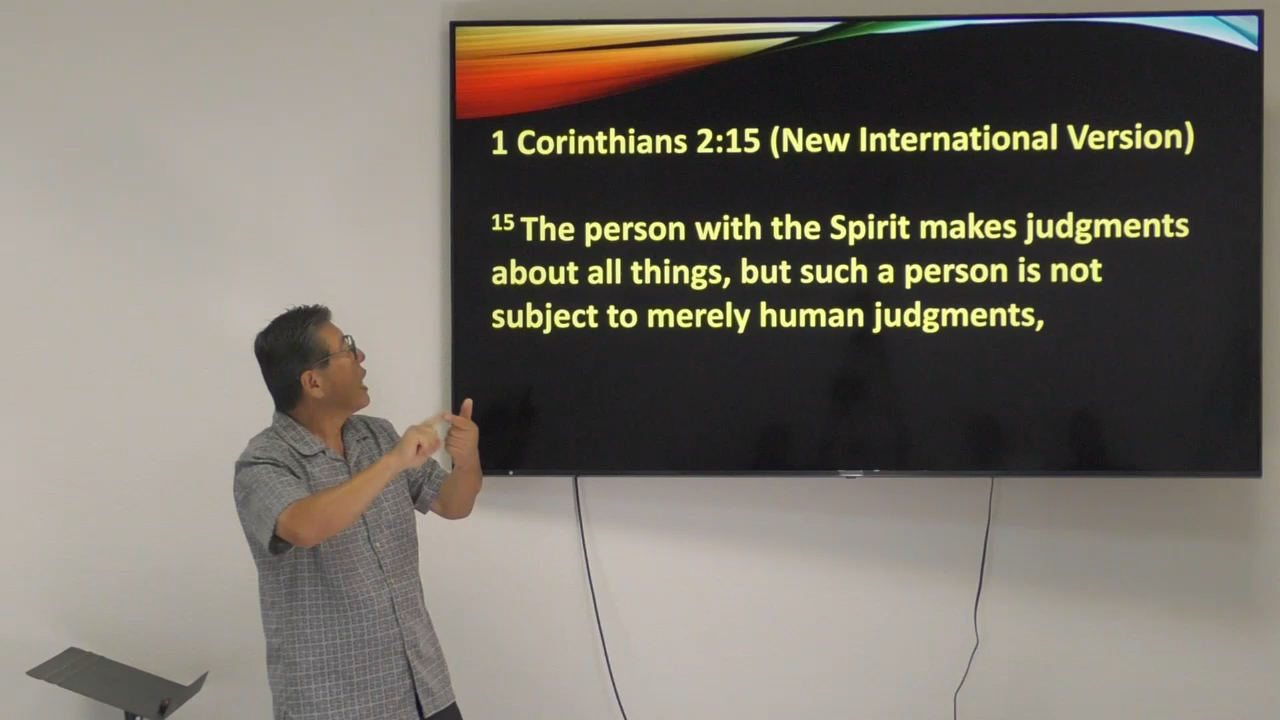 1 Corinthians 2:15 (New International Version)
15 The person with the Spirit makes judgments
about all things, but such a person is not
subject to merely human judgments,